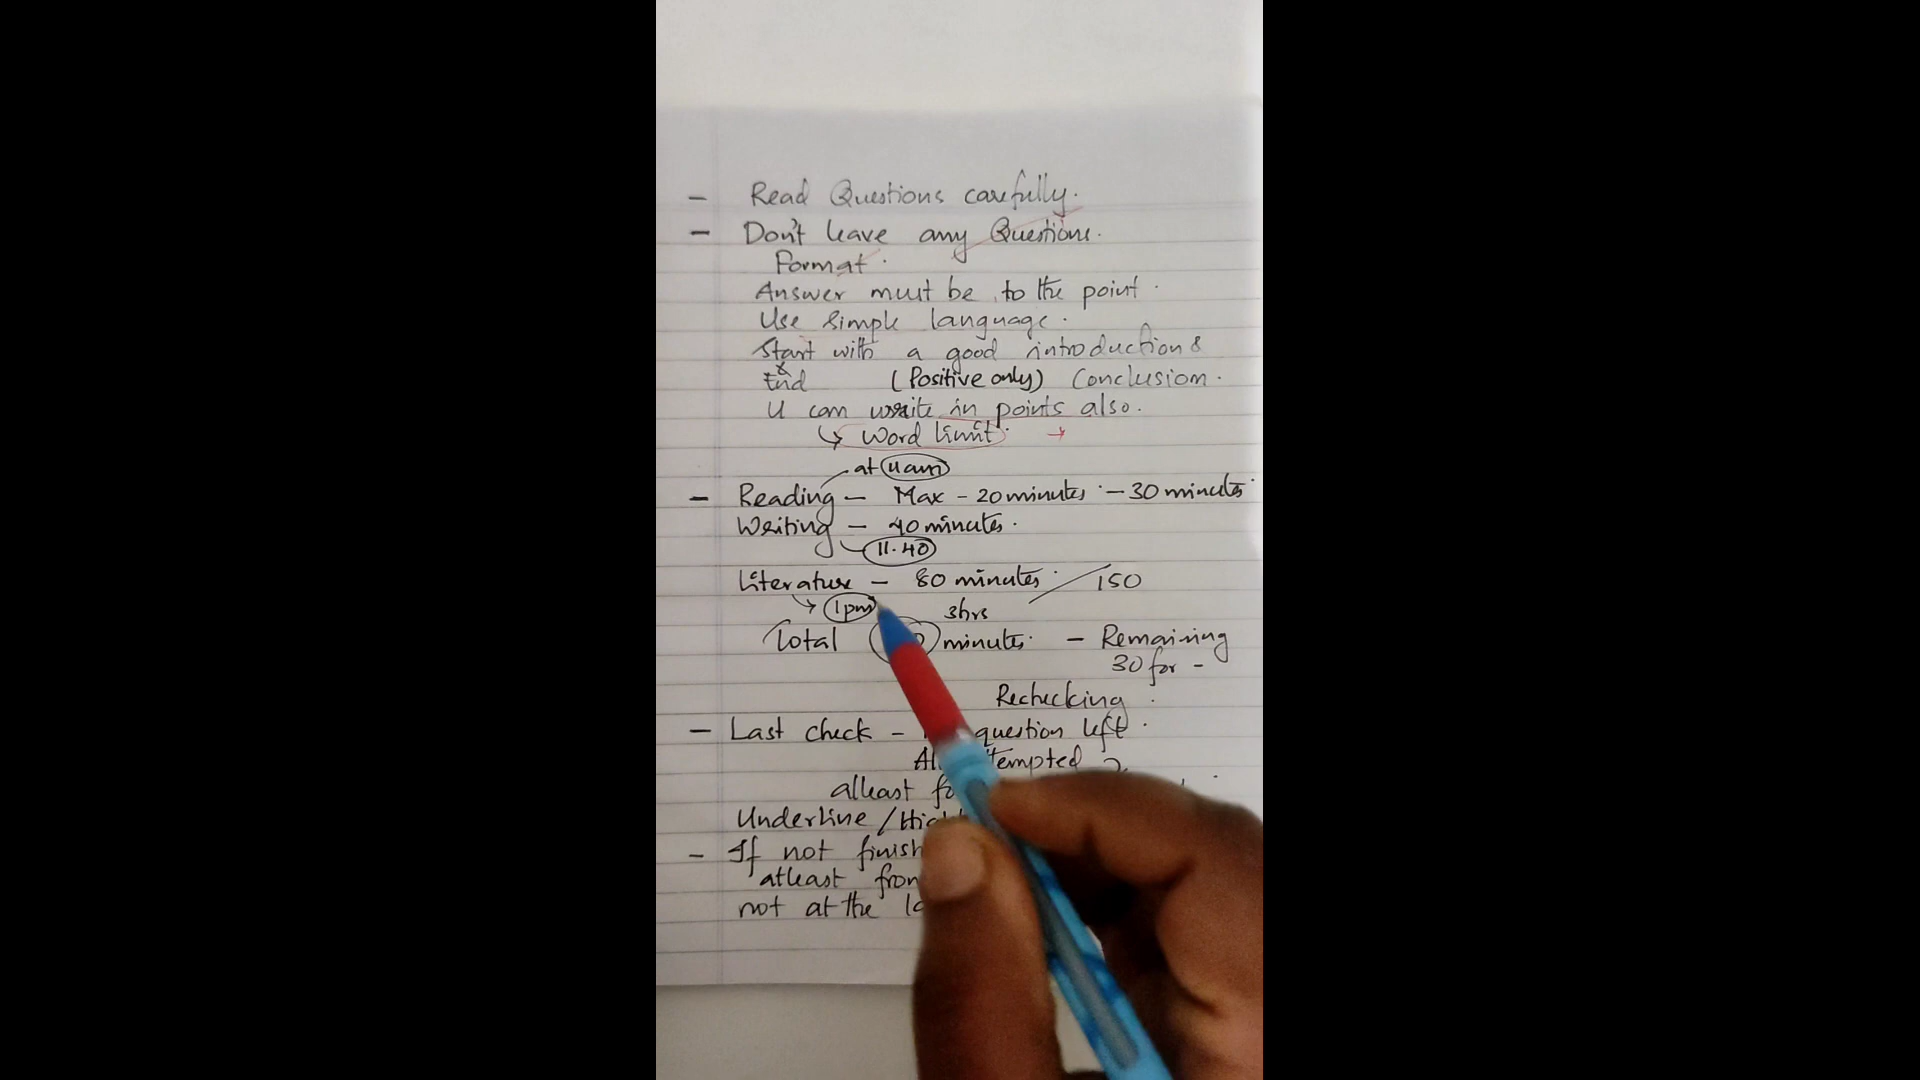 - Read Questions carefully.
- Don't leave any Questions.
Format.
Answer must be to the point.
Use simple language.
Start with a good introduction &
& End (Positive only) Conclusion.
U can write in points also.
↳ Word limit. →
at 11am
- Reading - Max - 20 minutes. - 30 minutes.
Writing - 40 minutes.
11.40
Literature - 80 minutes. / 150
→ 1pm 3hrs
Total minutes. - Remaining
30 for -
Rechecking.
- Last check - question left.
atleast
Underline /
- If not finish
atleast
not at the